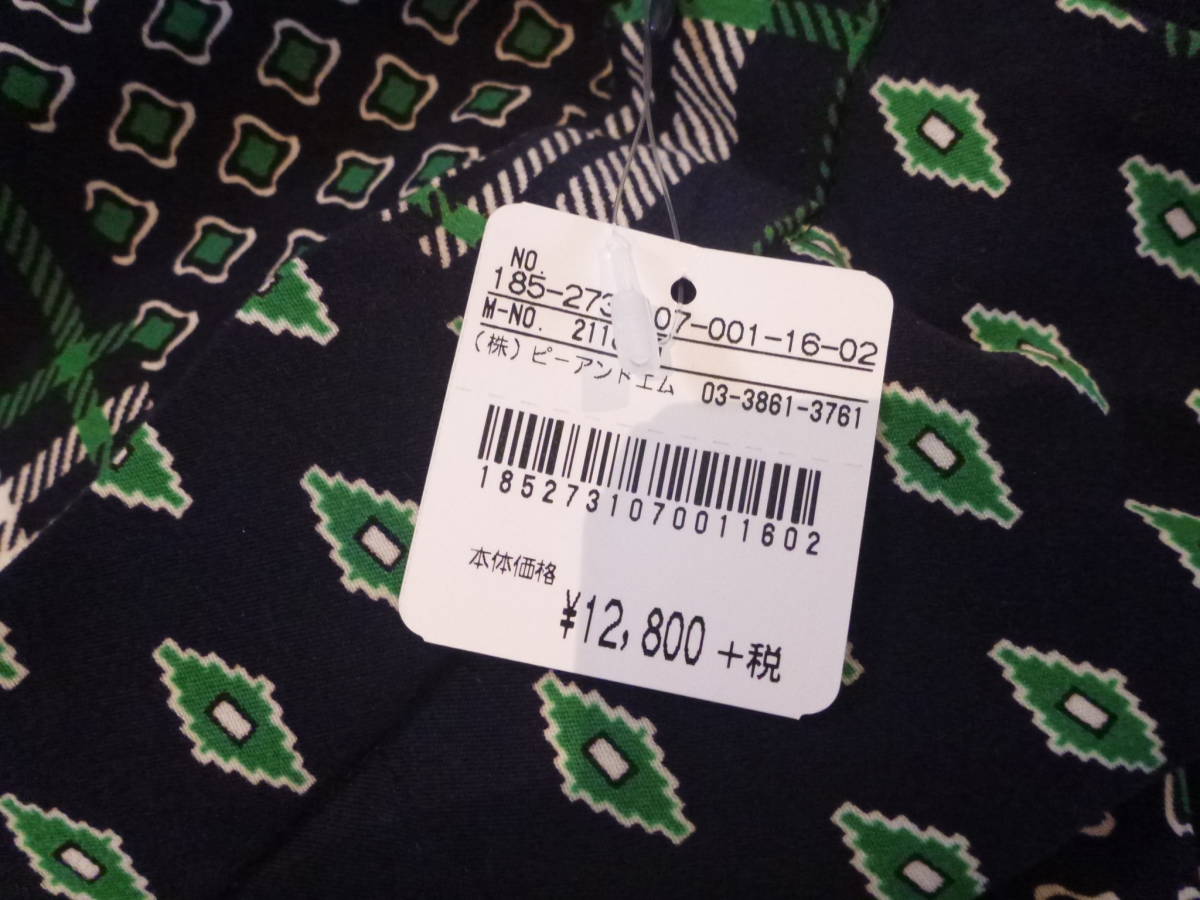 NO.
185-273 07-001-16-02
M-NO. 211
(株)ピーアンドエム 03-3861-3761
1852731070011602
本体価格
¥12,800 +税